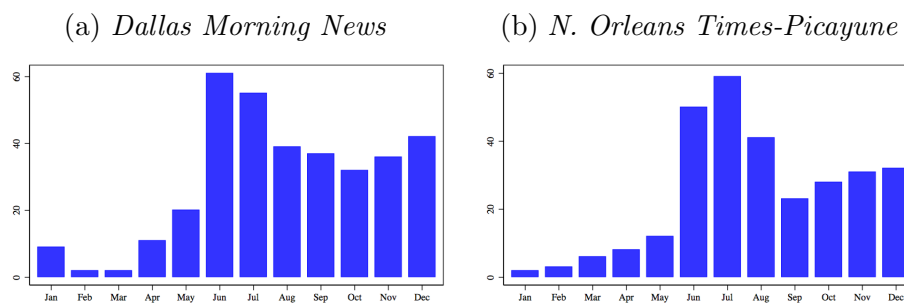 (a) Dallas Morning News
(b) N. Orleans Times-Picayune
60
40
20
0
Jan Feb Mar Apr May Jun Jul Aug Sep Oct Nov Dec
60
40
20
0
Jan Feb Mar Apr May Jun Jul Aug Sep Oct Nov Dec